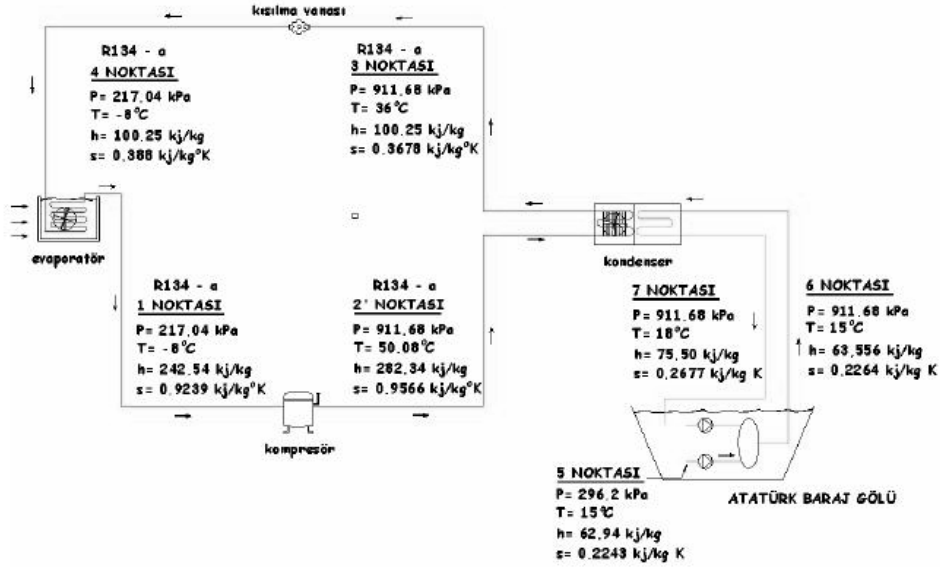 kısılma vanası
R134 - a
4 NOKTASI
P= 217,04 kPa
T= -8°C
h= 100,25 kj/kg
s= 0,388 kj/kg°K
R134 - a
3 NOKTASI
P= 911,68 kPa
T= 36°C
h= 100,25 kj/kg
s= 0,3678 kj/kg°K
evaporatör
kondenser
R134 - a
1 NOKTASI
P= 217,04 kPa
T= -8°C
h= 242,54 kj/kg
s= 0,9239 kj/kg°K
R134 - a
2' NOKTASI
P= 911,68 kPa
T= 50,08°C
h= 282,34 kj/kg
s= 0,9566 kj/kg°K
kompresör
7 NOKTASI
P= 911,68 kPa
T= 18°C
h= 75,50 kj/kg
s= 0,2677 kj/kg K
6 NOKTASI
P= 911,68 kPa
T= 15°C
h= 63,556 kj/kg
s= 0,2264 kj/kg K
5 NOKTASI
P= 296,2 kPa
T= 15°C
h= 62,94 kj/kg
s= 0,2243 kj/kg K
ATATÜRK BARAJ GÖLÜ